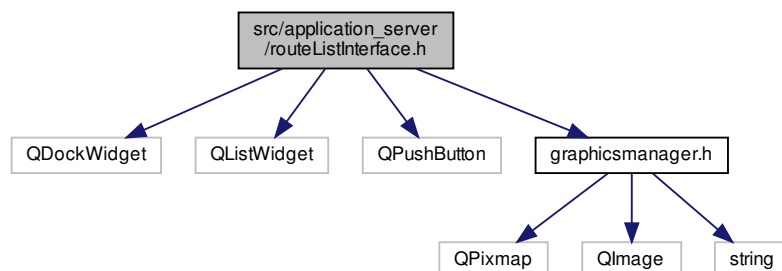 src/application_server
/routeListInterface.h
QDockWidget
QListWidget
QPushButton
graphicsmanager.h
QPixmap
QImage
string